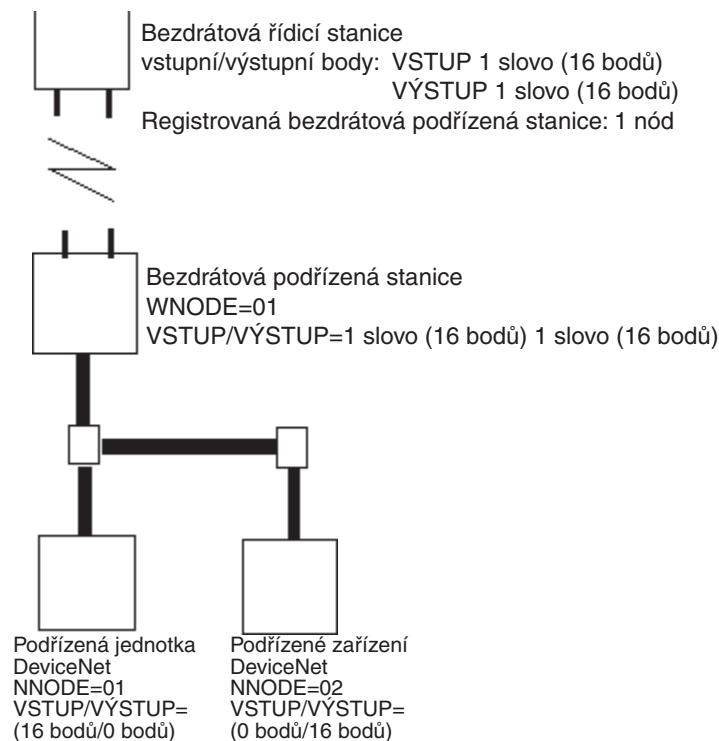 Bezdrátová řídicí stanice
vstupní/výstupní body: VSTUP 1 slovo (16 bodů)
VÝSTUP 1 slovo (16 bodů)
Registrovaná bezdrátová podřízená stanice: 1 nód
Bezdrátová podřízená stanice
WNODE=01
VSTUP/VÝSTUP=1 slovo (16 bodů) 1 slovo (16 bodů)
Podřízená jednotka
DeviceNet
NNODE=01
VSTUP/VÝSTUP=
(16 bodů/0 bodů)
Podřízené zařízení
DeviceNet
NNODE=02
VSTUP/VÝSTUP=
(0 bodů/16 bodů)